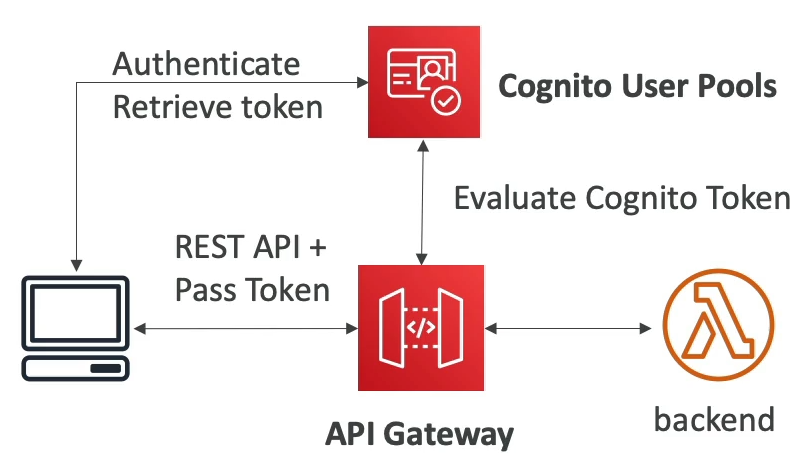 Authenticate
Retrieve token
Cognito User Pools
Evaluate Cognito Token
REST API +
Pass Token
</>
API Gateway
backend